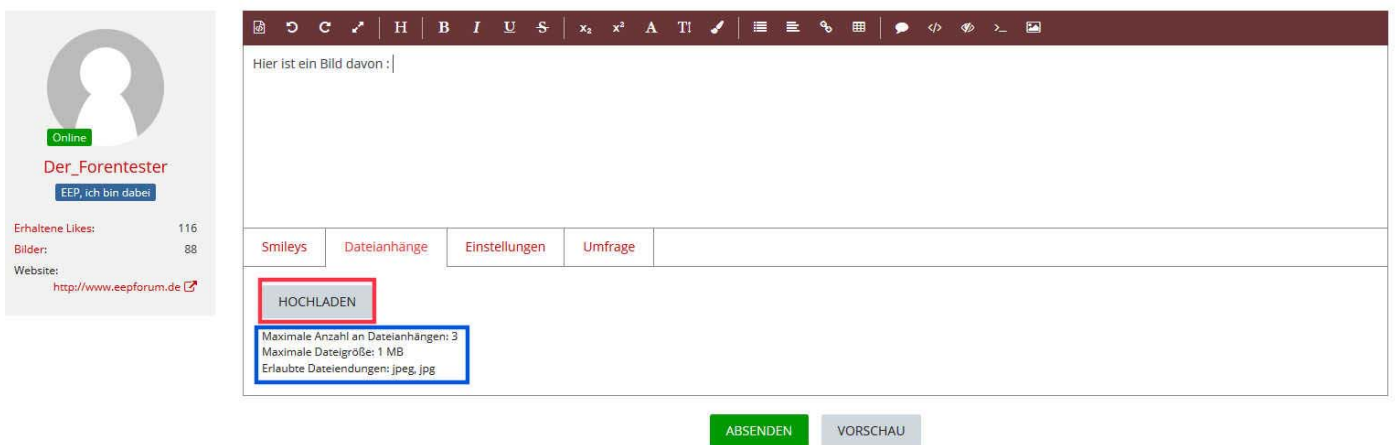 H B I U S x₂ x² A T
Hier ist ein Bild davon :
Online
Der_Forentester
EEP, ich bin dabei
Erhaltene Likes: 116
Bilder: 88
Website:
http://www.eepforum.de
Smileys Dateianhänge Einstellungen Umfrage
HOCHLADEN
Maximale Anzahl an Dateianhängen: 3
Maximale Dateigröße: 1 MB
Erlaubte Dateiendungen: jpeg, jpg
ABSENDEN VORSCHAU